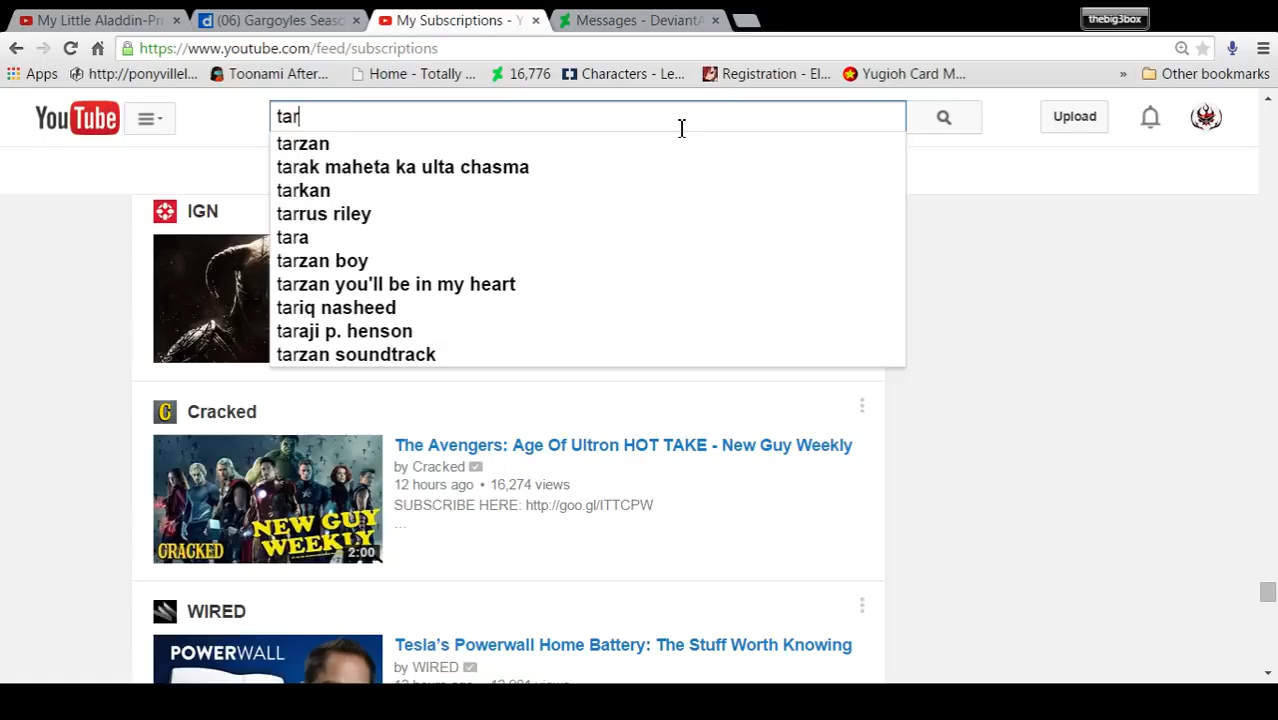 My Little Aladdin-Pr
(06) Gargoyles Seaso
My Subscriptions - Y
Messages - DeviantA
thebig3box
https://www.youtube.com/feed/subscriptions
Apps
http://ponyvillel...
Toonami After...
Home - Totally ...
16,776
Characters - Le...
Registration - El...
Yugioh Card M...
»
Other bookmarks
YouTube
tar
Upload
tarzan
tarak maheta ka ulta chasma
tarkan
tarrus riley
tara
tarzan boy
tarzan you'll be in my heart
tariq nasheed
taraji p. henson
tarzan soundtrack
IGN
Cracked
The Avengers: Age Of Ultron HOT TAKE - New Guy Weekly
by Cracked
12 hours ago • 16,274 views
SUBSCRIBE HERE: http://goo.gl/ITTCPW
...
NEW GUY
WEEKLY
CRACKED
2:00
WIRED
Tesla's Powerwall Home Battery: The Stuff Worth Knowing
by WIRED
POWERWALL